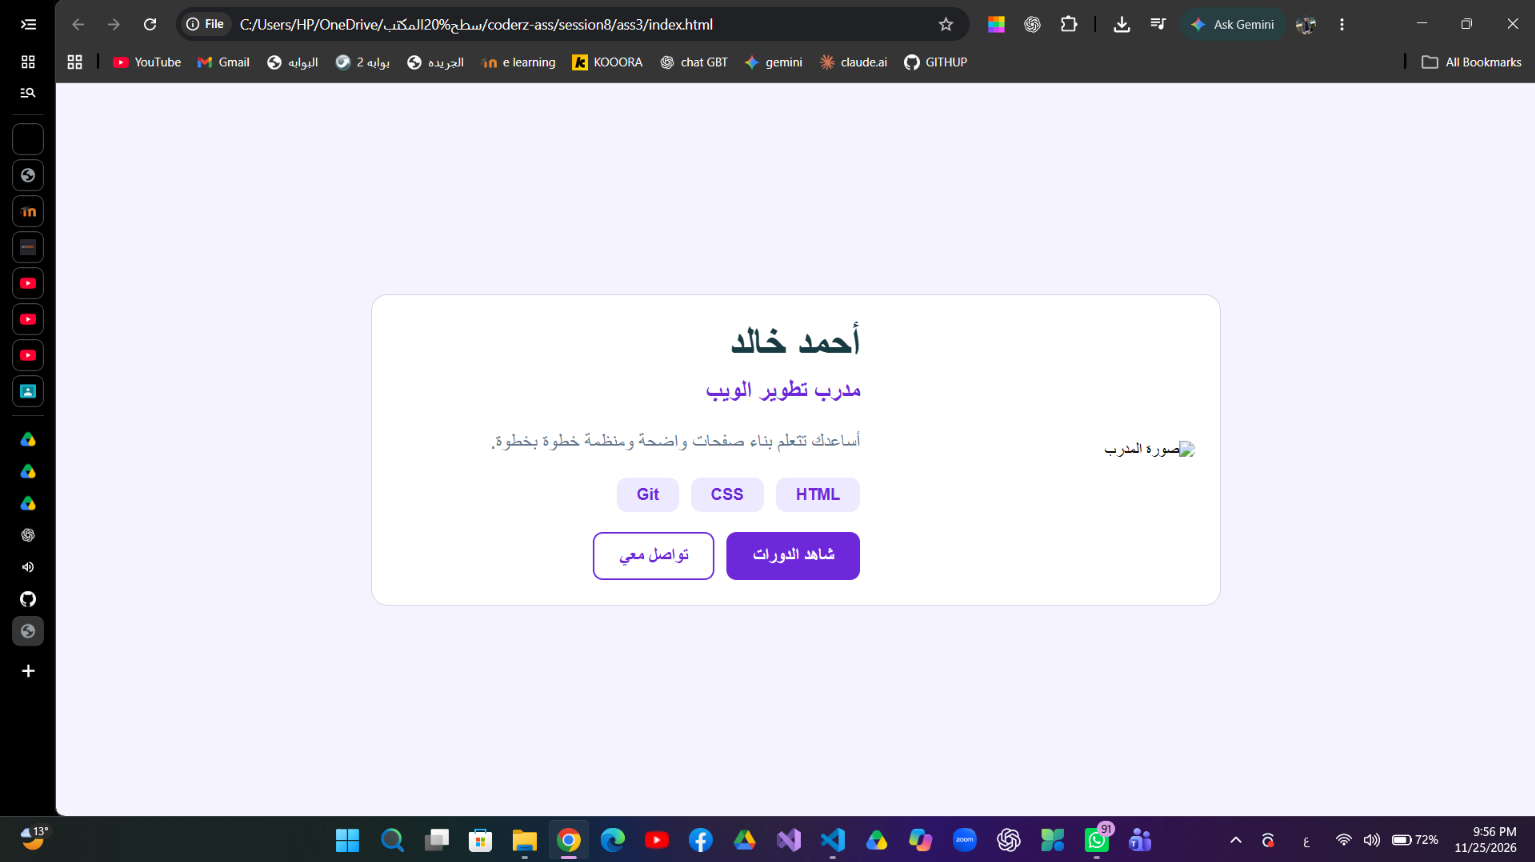 File
C:/Users/HP/OneDrive/سطح%20المكتب/coderz-ass/session8/ass3/index.html
Ask Gemini
YouTube
Gmail
البوابه
بوابه 2
الجريده
e learning
KOOORA
chat GBT
gemini
claude.ai
GITHUP
All Bookmarks
أحمد خالد
مدرب تطوير الويب
أساعدك تتعلم بناء صفحات واضحة ومنظمة خطوة بخطوة.
صورة المدرب
HTML
CSS
Git
شاهد الدورات
تواصل معي
13°
zoom
91
ع
72%
9:56 PM
11/25/2026